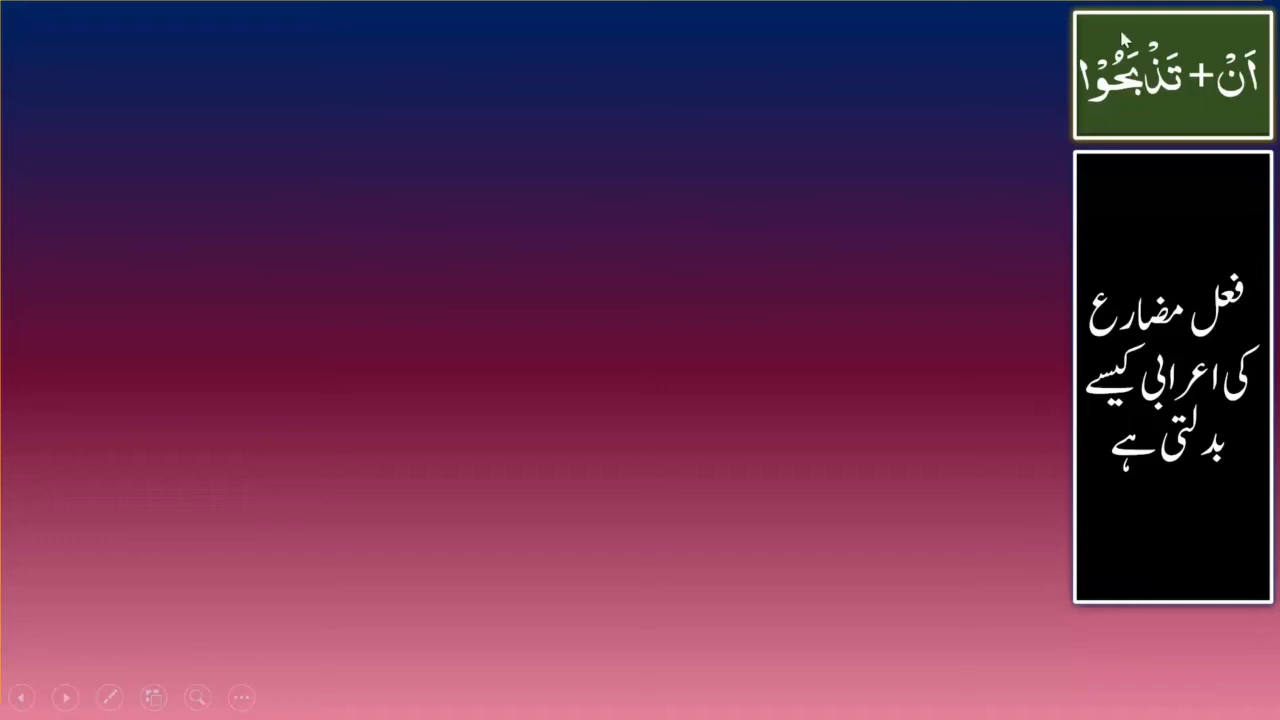 اَنْ + تَذْبَحُوْا
فعل مضارع
کی اعرابی کیسے
بدلتی ہے